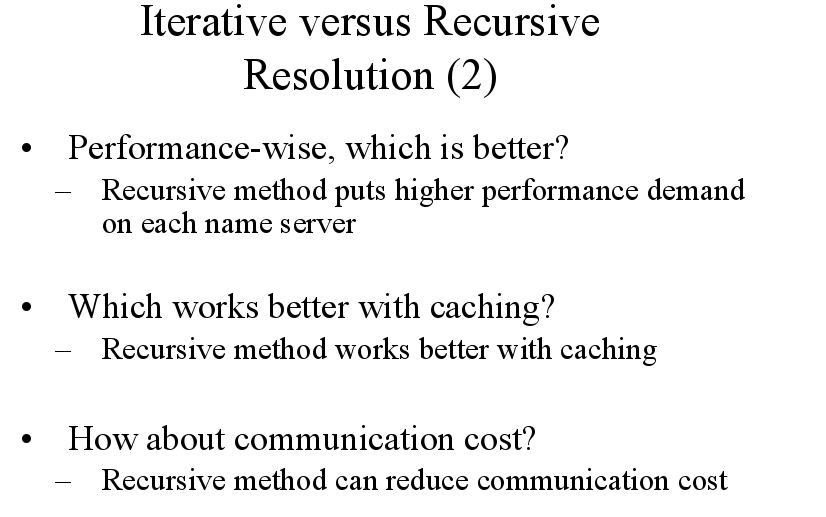 Iterative versus Recursive
Resolution (2)
• Performance-wise, which is better?
– Recursive method puts higher performance demand
on each name server
• Which works better with caching?
– Recursive method works better with caching
• How about communication cost?
– Recursive method can reduce communication cost